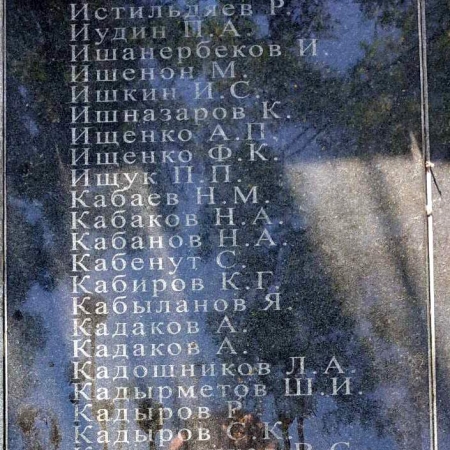 Истильдяев Р.
Иудин П.А.
Ишанербеков И.
Ишенон М.
Ишкин И.С.
Ишназаров К.
Ищенко А.П.
Ищенко Ф.К.
Ищук П.П.
Кабаев Н.М.
Кабаков Н.А.
Кабанов Н.А.
Кабенут С.
Кабиров К.Г.
Кабыланов Я.
Кадаков А.
Кадаков А.
Кадошников Л.А.
Кадырметов Ш.И.
Кадыров Р.
Кадыров С.К.